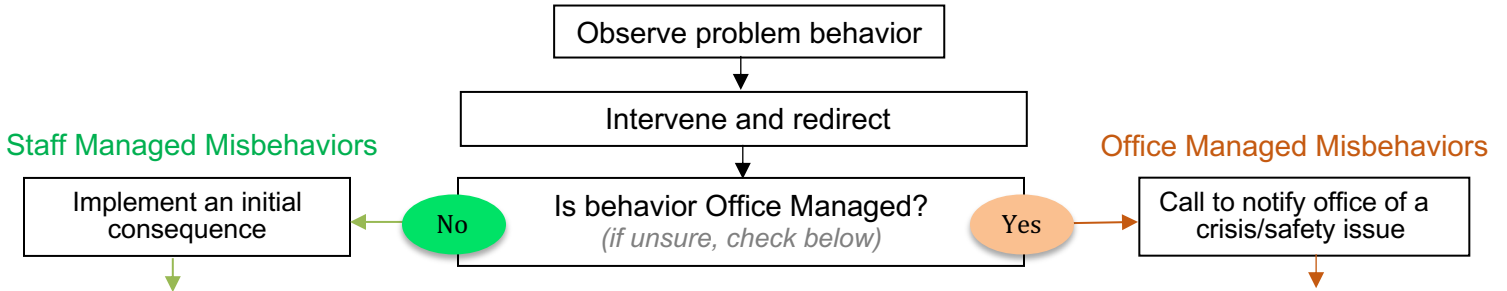 Observe problem behavior
Intervene and redirect
Staff Managed Misbehaviors
Office Managed Misbehaviors
Implement an initial
consequence
No
Is behavior Office Managed?
(if unsure, check below)
Yes
Call to notify office of a
crisis/safety issue